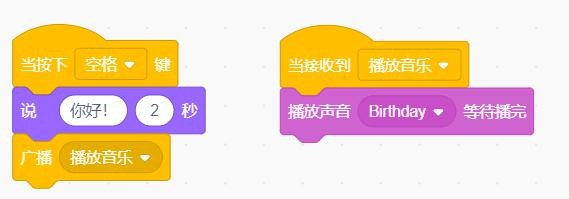 当按下 空格 键
说 你好! 2 秒
广播 播放音乐
当接收到 播放音乐
播放声音 Birthday 等待播完